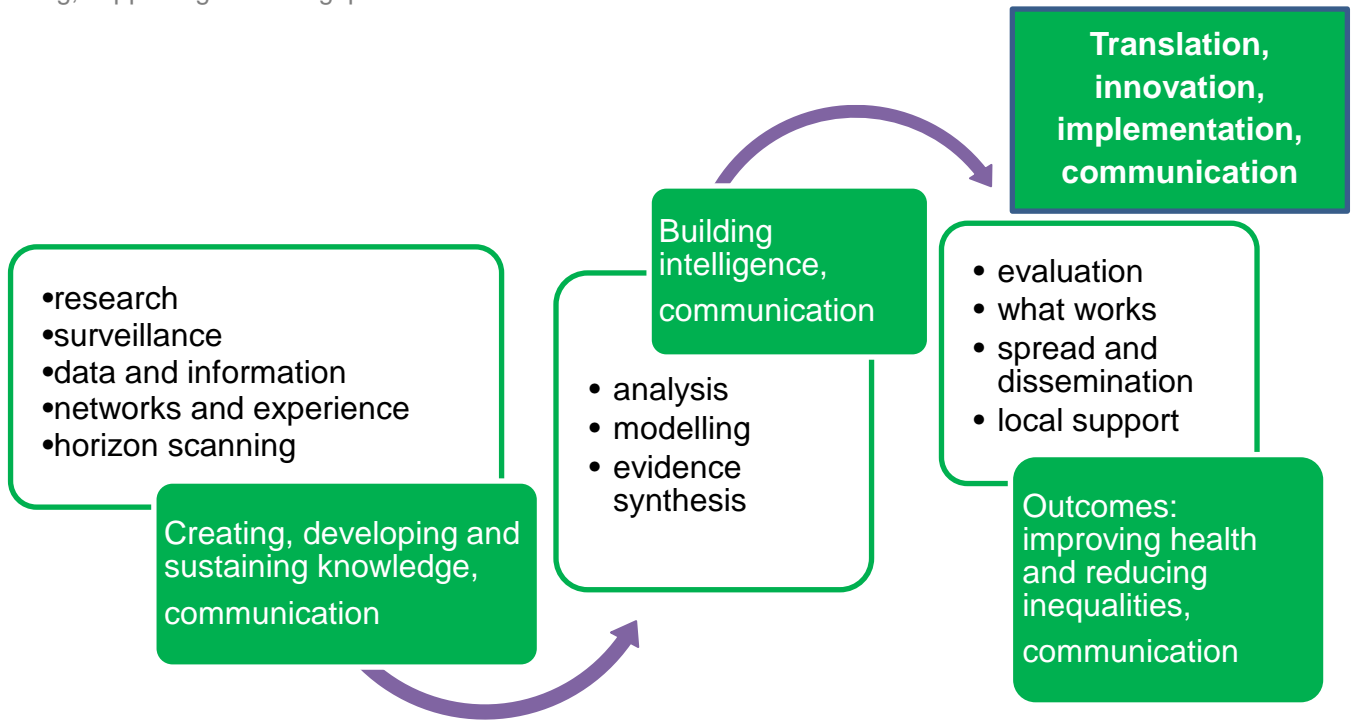 •research
•surveillance
•data and information
•networks and experience
•horizon scanning
Creating, developing and
sustaining knowledge,
communication
Building
intelligence,
communication
• analysis
• modelling
• evidence
synthesis
Translation,
innovation,
implementation,
communication
• evaluation
• what works
• spread and
dissemination
• local support
Outcomes:
improving health
and reducing
inequalities,
communication